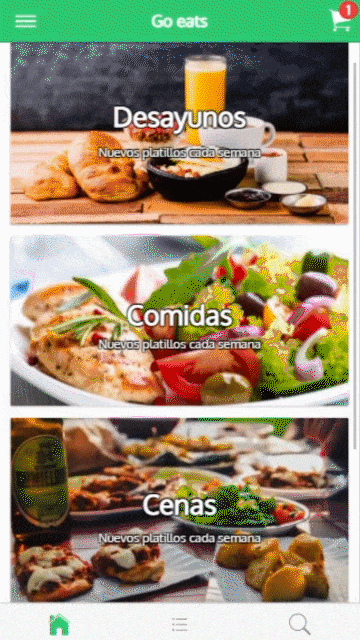 Go eats
1
Desayunos
Nuevos platillos cada semana
Comidas
Nuevos platillos cada semana
Cenas
Nuevos platillos cada semana